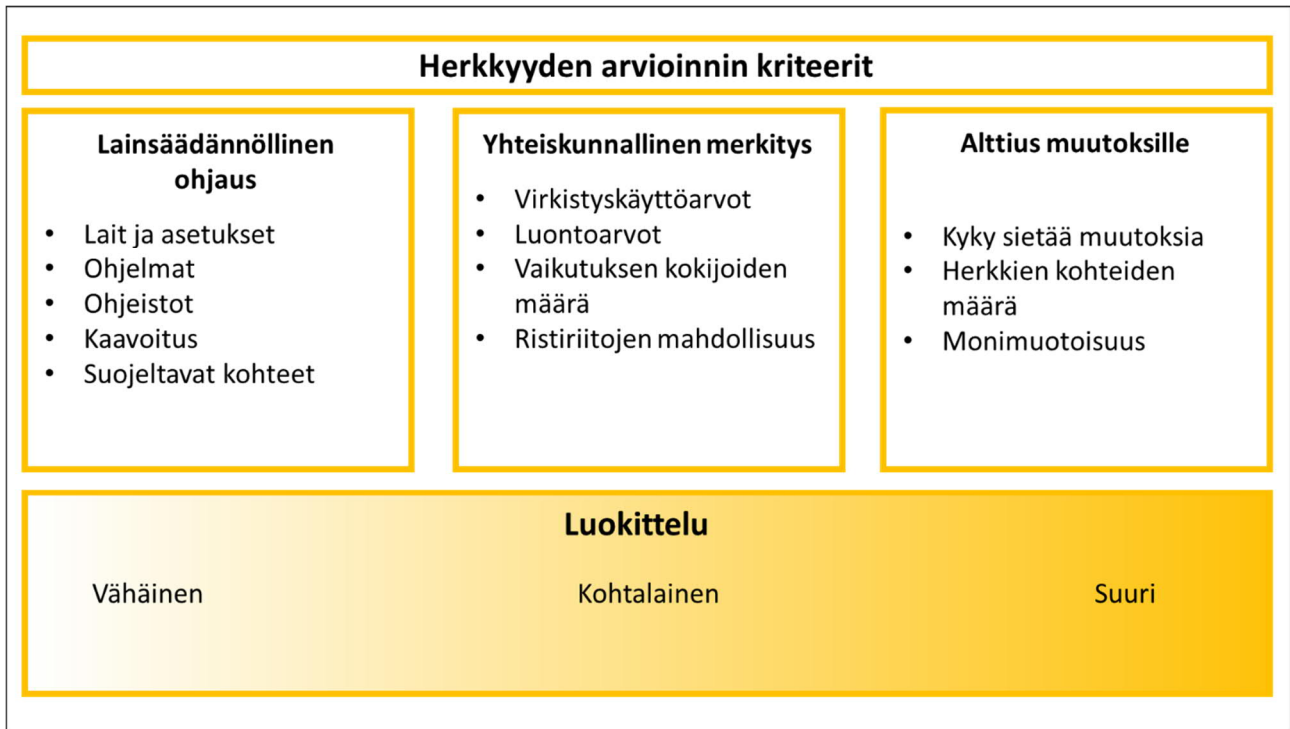 Herkkyyden arvioinnin kriteerit
Lainsäädännöllinen
ohjaus
• Lait ja asetukset
• Ohjelmat
• Ohjeistot
• Kaavoitus
• Suojeltavat kohteet
Yhteiskunnallinen merkitys
• Virkistyskäyttöarvot
• Luontoarvot
• Vaikutuksen kokijoiden
määrä
• Ristiriitojen mahdollisuus
Alttius muutoksille
• Kyky sietää muutoksia
• Herkkien kohteiden
määrä
• Monimuotoisuus
Luokittelu
Vähäinen
Kohtalainen
Suuri